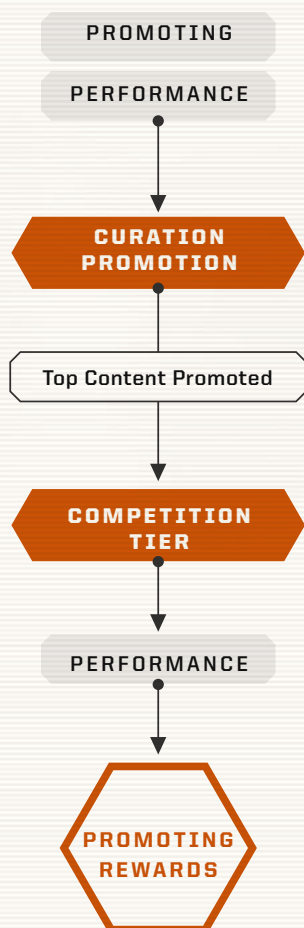 PROMOTING
PERFORMANCE
CURATION
PROMOTION
Top Content Promoted
COMPETITION
TIER
PERFORMANCE
PROMOTING
REWARDS